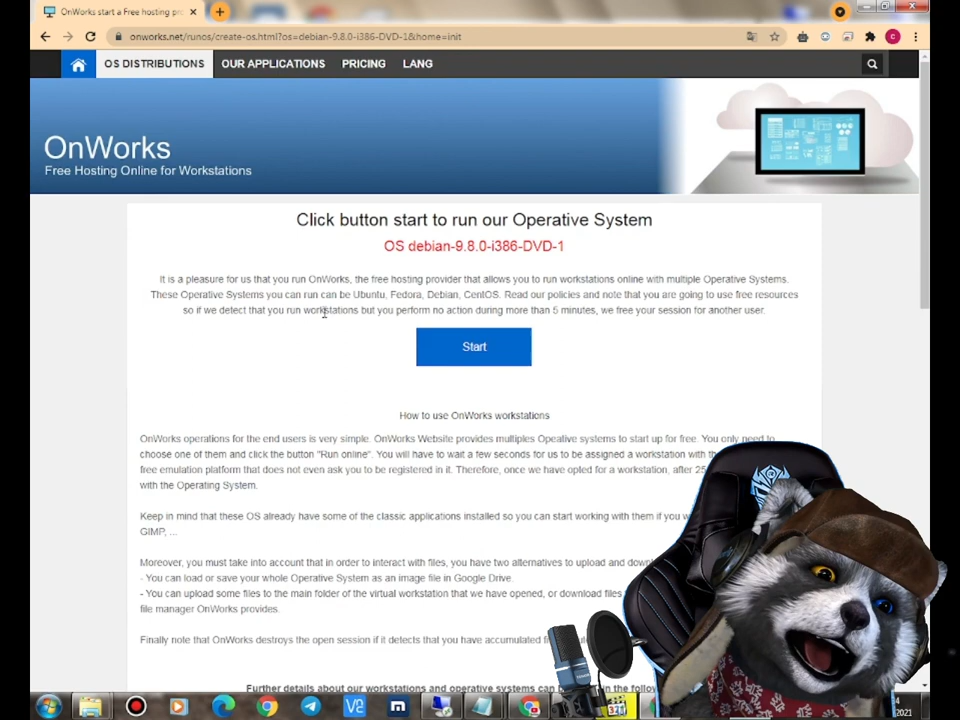 OnWorks start a Free hosting pr
onworks.net/runos/create-os.html?os=debian-9.8.0-i386-DVD-1&home=init
OS DISTRIBUTIONS OUR APPLICATIONS PRICING LANG
OnWorks
Free Hosting Online for Workstations
Click button start to run our Operative System
OS debian-9.8.0-i386-DVD-1
It is a pleasure for us that you run OnWorks, the free hosting provider that allows you to run workstations online with multiple Operative Systems.
These Operative Systems you can run can be Ubuntu, Fedora, Debian, CentOS. Read our policies and note that you are going to use free resources
so if we detect that you run workstations but you perform no action during more than 5 minutes, we free your session for another user.
Start
How to use OnWorks workstations
OnWorks operations for the end users is very simple. OnWorks Website provides multiples Opeative systems to start up for free. You only need to
choose one of them and click the button "Run online". You will have to wait a few seconds for us to be assigned a workstation with the
free emulation platform that does not even ask you to be registered in it. Therefore, once we have opted for a workstation, after 25
with the Operating System.
Keep in mind that these OS already have some of the classic applications installed so you can start working with them if you
GIMP, ...
Moreover, you must take into account that in order to interact with files, you have two alternatives to upload and
- You can load or save your whole Operative System as an image file in Google Drive.
- You can upload some files to the main folder of the virtual workstation that we have opened, or download files
file manager OnWorks provides.
Finally note that OnWorks destroys the open session if it detects that you have accumulated
Further details about our workstations and operative systems can in the
V2
321
2021